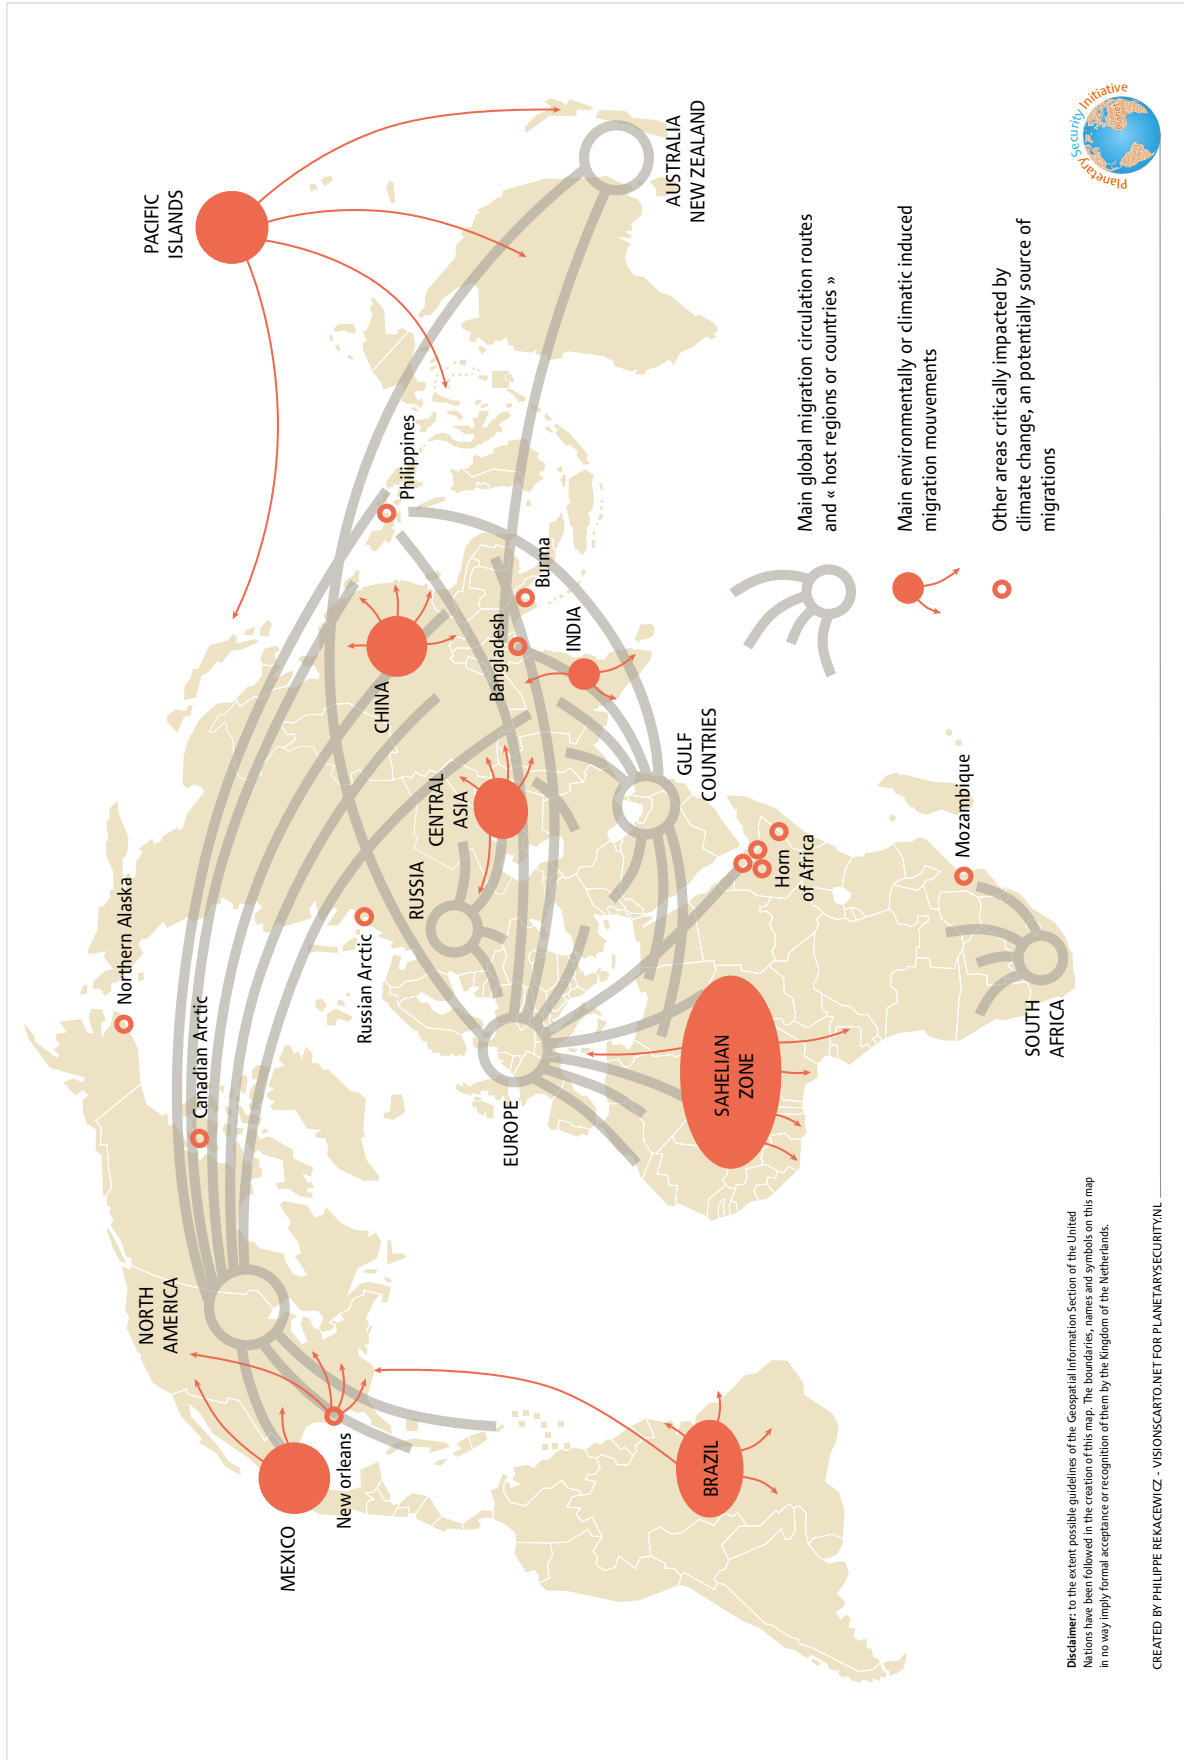 PACIFIC
ISLANDS
AUSTRALIA
NEW ZEALAND
Philippines
Burma
Bangladesh
INDIA
CHINA
CENTRAL
ASIA
RUSSIA
GULF
COUNTRIES
Horn
of Africa
Mozambique
SOUTH
AFRICA
SAHELIAN
ZONE
EUROPE
Russian Arctic
Northern Alaska
Canadian Arctic
NORTH
AMERICA
New orleans
MEXICO
BRAZIL
Main global migration circulation routes
and « host regions or countries »
Main environmentally or climatic induced
migration mouvements
Other areas critically impacted by
climate change, an potentially source of
migrations
Planetary Security Initiative
Disclaimer: to the extent possible guidelines of the Geospatial Information Section of the United
Nations have been followed in the creation of this map. The boundaries, names and symbols on this map
in no way imply formal acceptance or recognition of them by the Kingdom of the Netherlands.
CREATED BY PHILIPPE REKACEWICZ - VISIONSCARTO.NET FOR PLANETARYSECURITY.NL